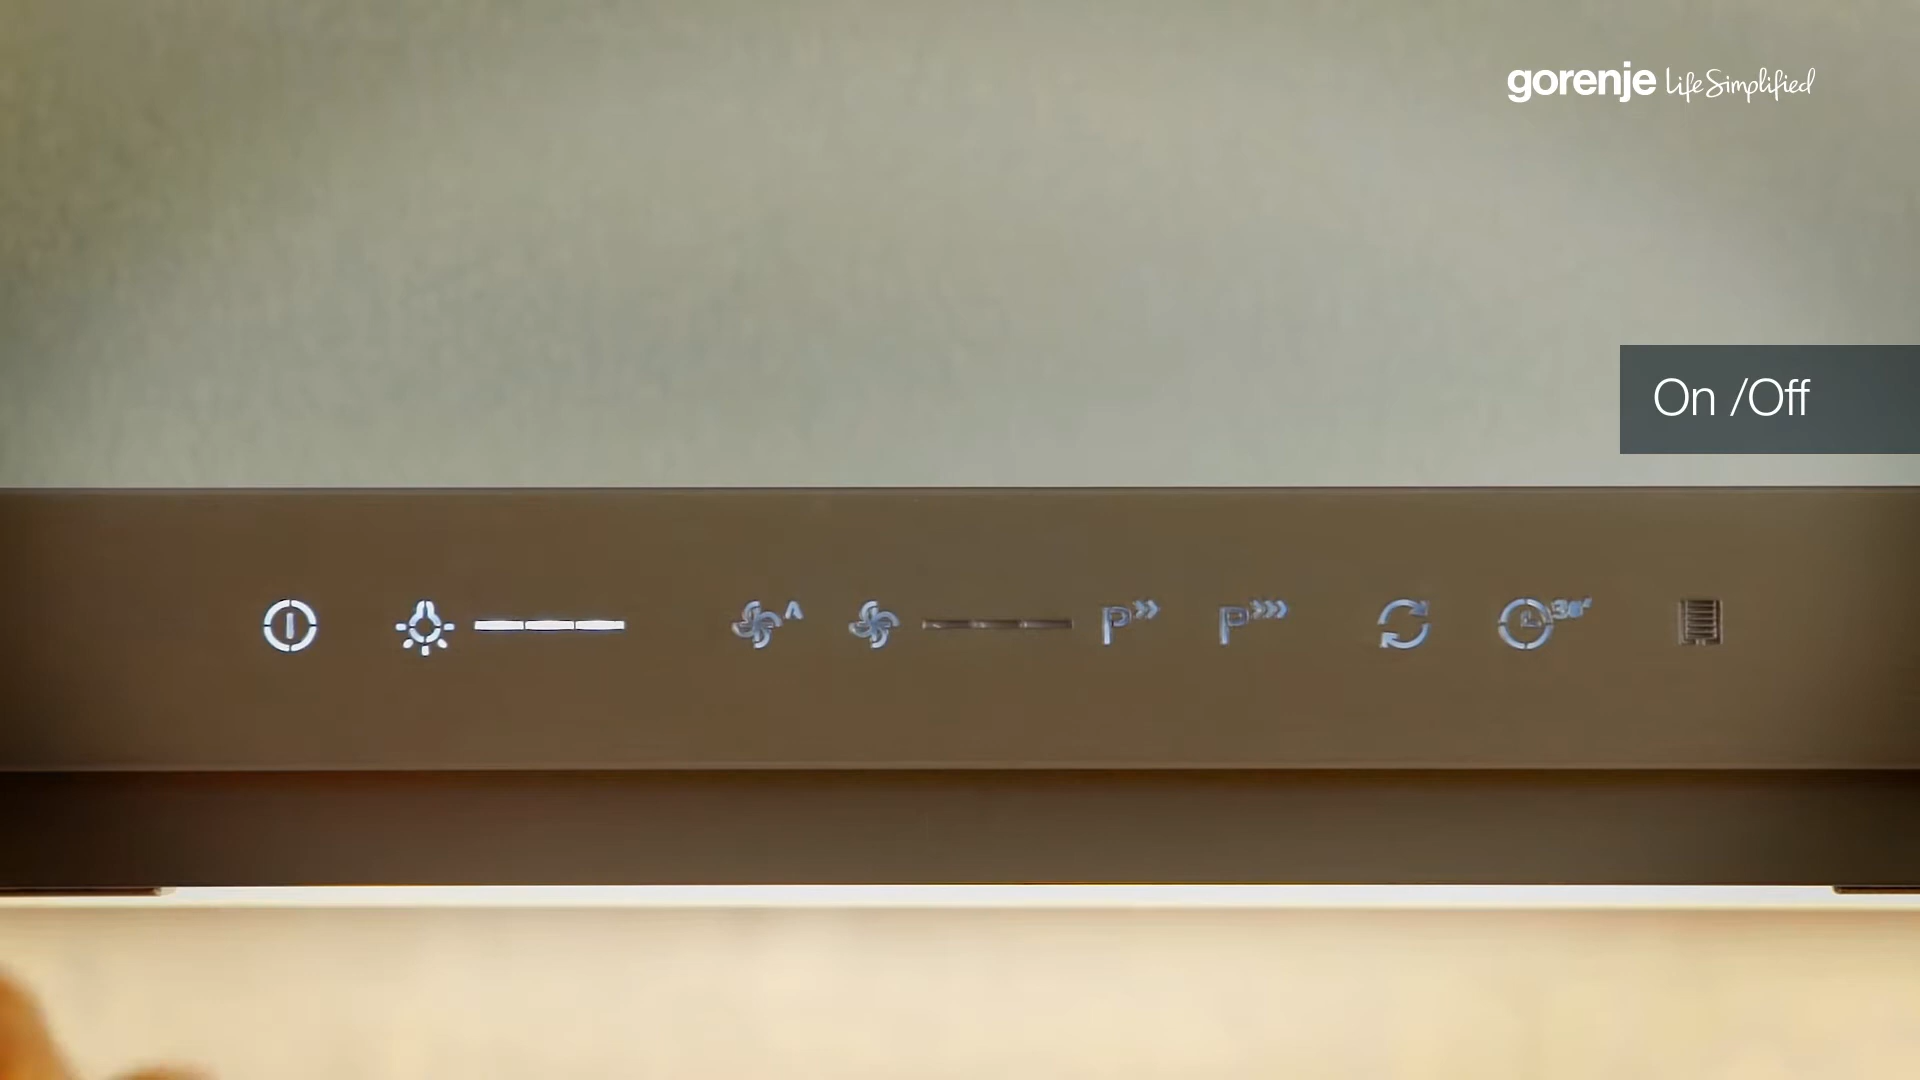 gorenje Life Simplified
On /Off
A P» P»› 30'